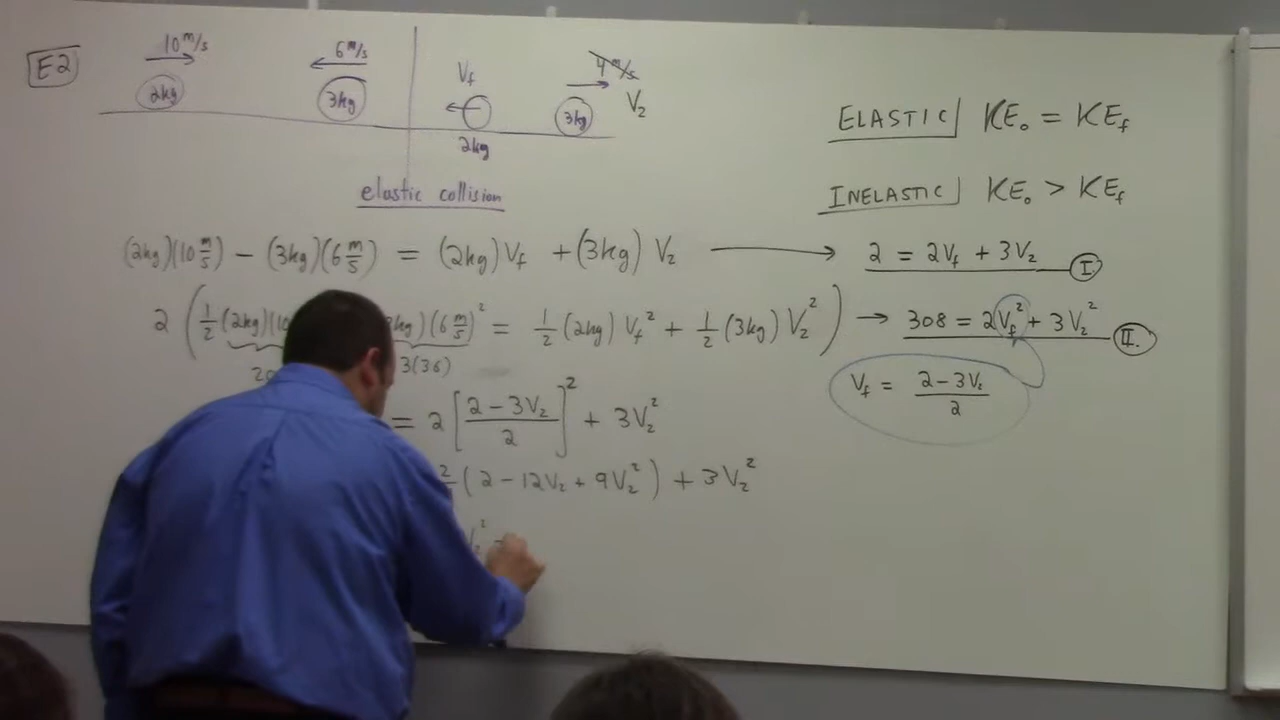 E2
10 m/s
6 m/s
2kg
3kg
Vf
2kg
4 m/s
3kg
V₂
elastic collision
ELASTIC KE₀ = KEf
INELASTIC KE₀ > KEf
(2kg)(10 m/s) − (3kg)(6 m/s) = (2kg) Vf + (3kg) V₂ → 2 = 2Vf + 3V₂ I.
2 ( 1/2 (2kg)(10 kg)(6 m/s)² = 1/2 (2kg) Vf² + 1/2 (3kg) V₂² ) → 308 = 2Vf² + 3V₂² II.
3(36)
Vf = (2 − 3V₂)/2
= 2 [ (2 − 3V₂)/2 ]² + 3V₂²
(2 − 12V₂ + 9V₂²) + 3V₂²